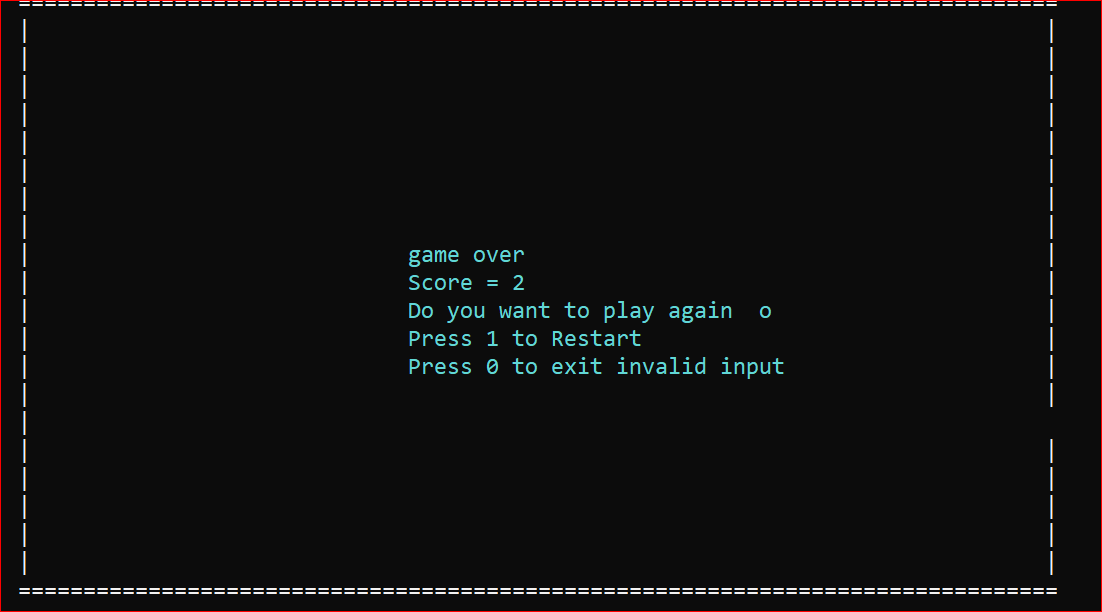 game over
Score = 2
Do you want to play again  o
Press 1 to Restart
Press 0 to exit invalid input